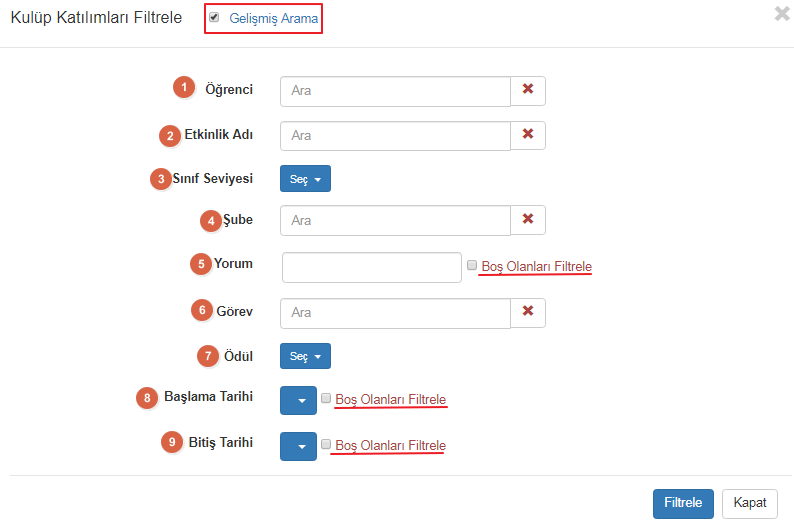 Kulüp Katılımları Filtrele Gelişmiş Arama
1 Öğrenci Ara
2 Etkinlik Adı Ara
3 Sınıf Seviyesi Seç
4 Şube Ara
5 Yorum Boş Olanları Filtrele
6 Görev Ara
7 Ödül Seç
8 Başlama Tarihi Boş Olanları Filtrele
9 Bitiş Tarihi Boş Olanları Filtrele
Filtrele Kapat